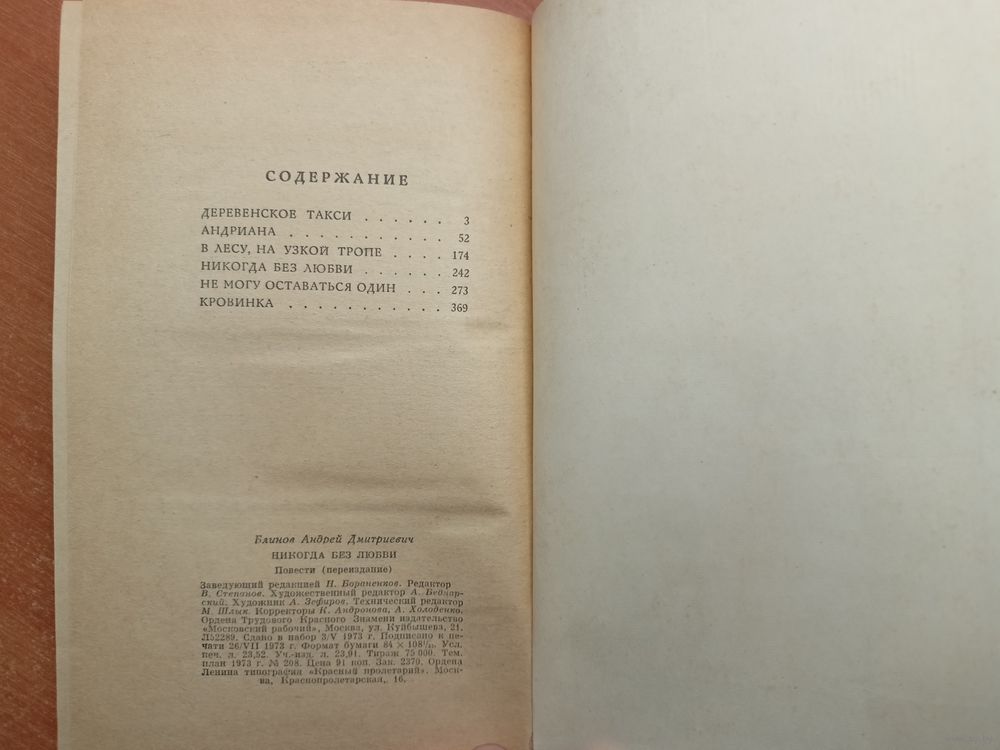 СОДЕРЖАНИЕ
ДЕРЕВЕНСКОЕ ТАКСИ . . . . . . 3
АНДРИАНА . . . . . . . . . . . 52
В ЛЕСУ, НА УЗКОЙ ТРОПЕ . . . . 174
НИКОГДА БЕЗ ЛЮБВИ . . . . . . 242
НЕ МОГУ ОСТАВАТЬСЯ ОДИН . . . 273
КРОВИНКА . . . . . . . . . . . 369
Блинов Андрей Дмитриевич
НИКОГДА БЕЗ ЛЮБВИ
Повести (переиздание)
Заведующий редакцией Н. Бораненков. Редактор
В. Степанов. Художественный редактор А. Беднар-
ский. Художник А. Зефиров. Технический редактор
М. Шлык. Корректоры К. Андронова, А. Холоденко.
Ордена Трудового Красного Знамени издательство
«Московский рабочий», Москва, ул. Куйбышева, 21.
Л52289. Сдано в набор 3/V 1973 г. Подписано к пе-
чати 26/VII 1973 г. Формат бумаги 84 × 108¹/₃₂. Усл.
печ. л. 23,52. Уч.-изд. л. 23,91. Тираж 75 000. Тем.
план 1973 г. № 208. Цена 91 коп. Зак. 2370. Ордена
Ленина типография «Красный пролетарий». Моск-
ва, Краснопролетарская, 16.